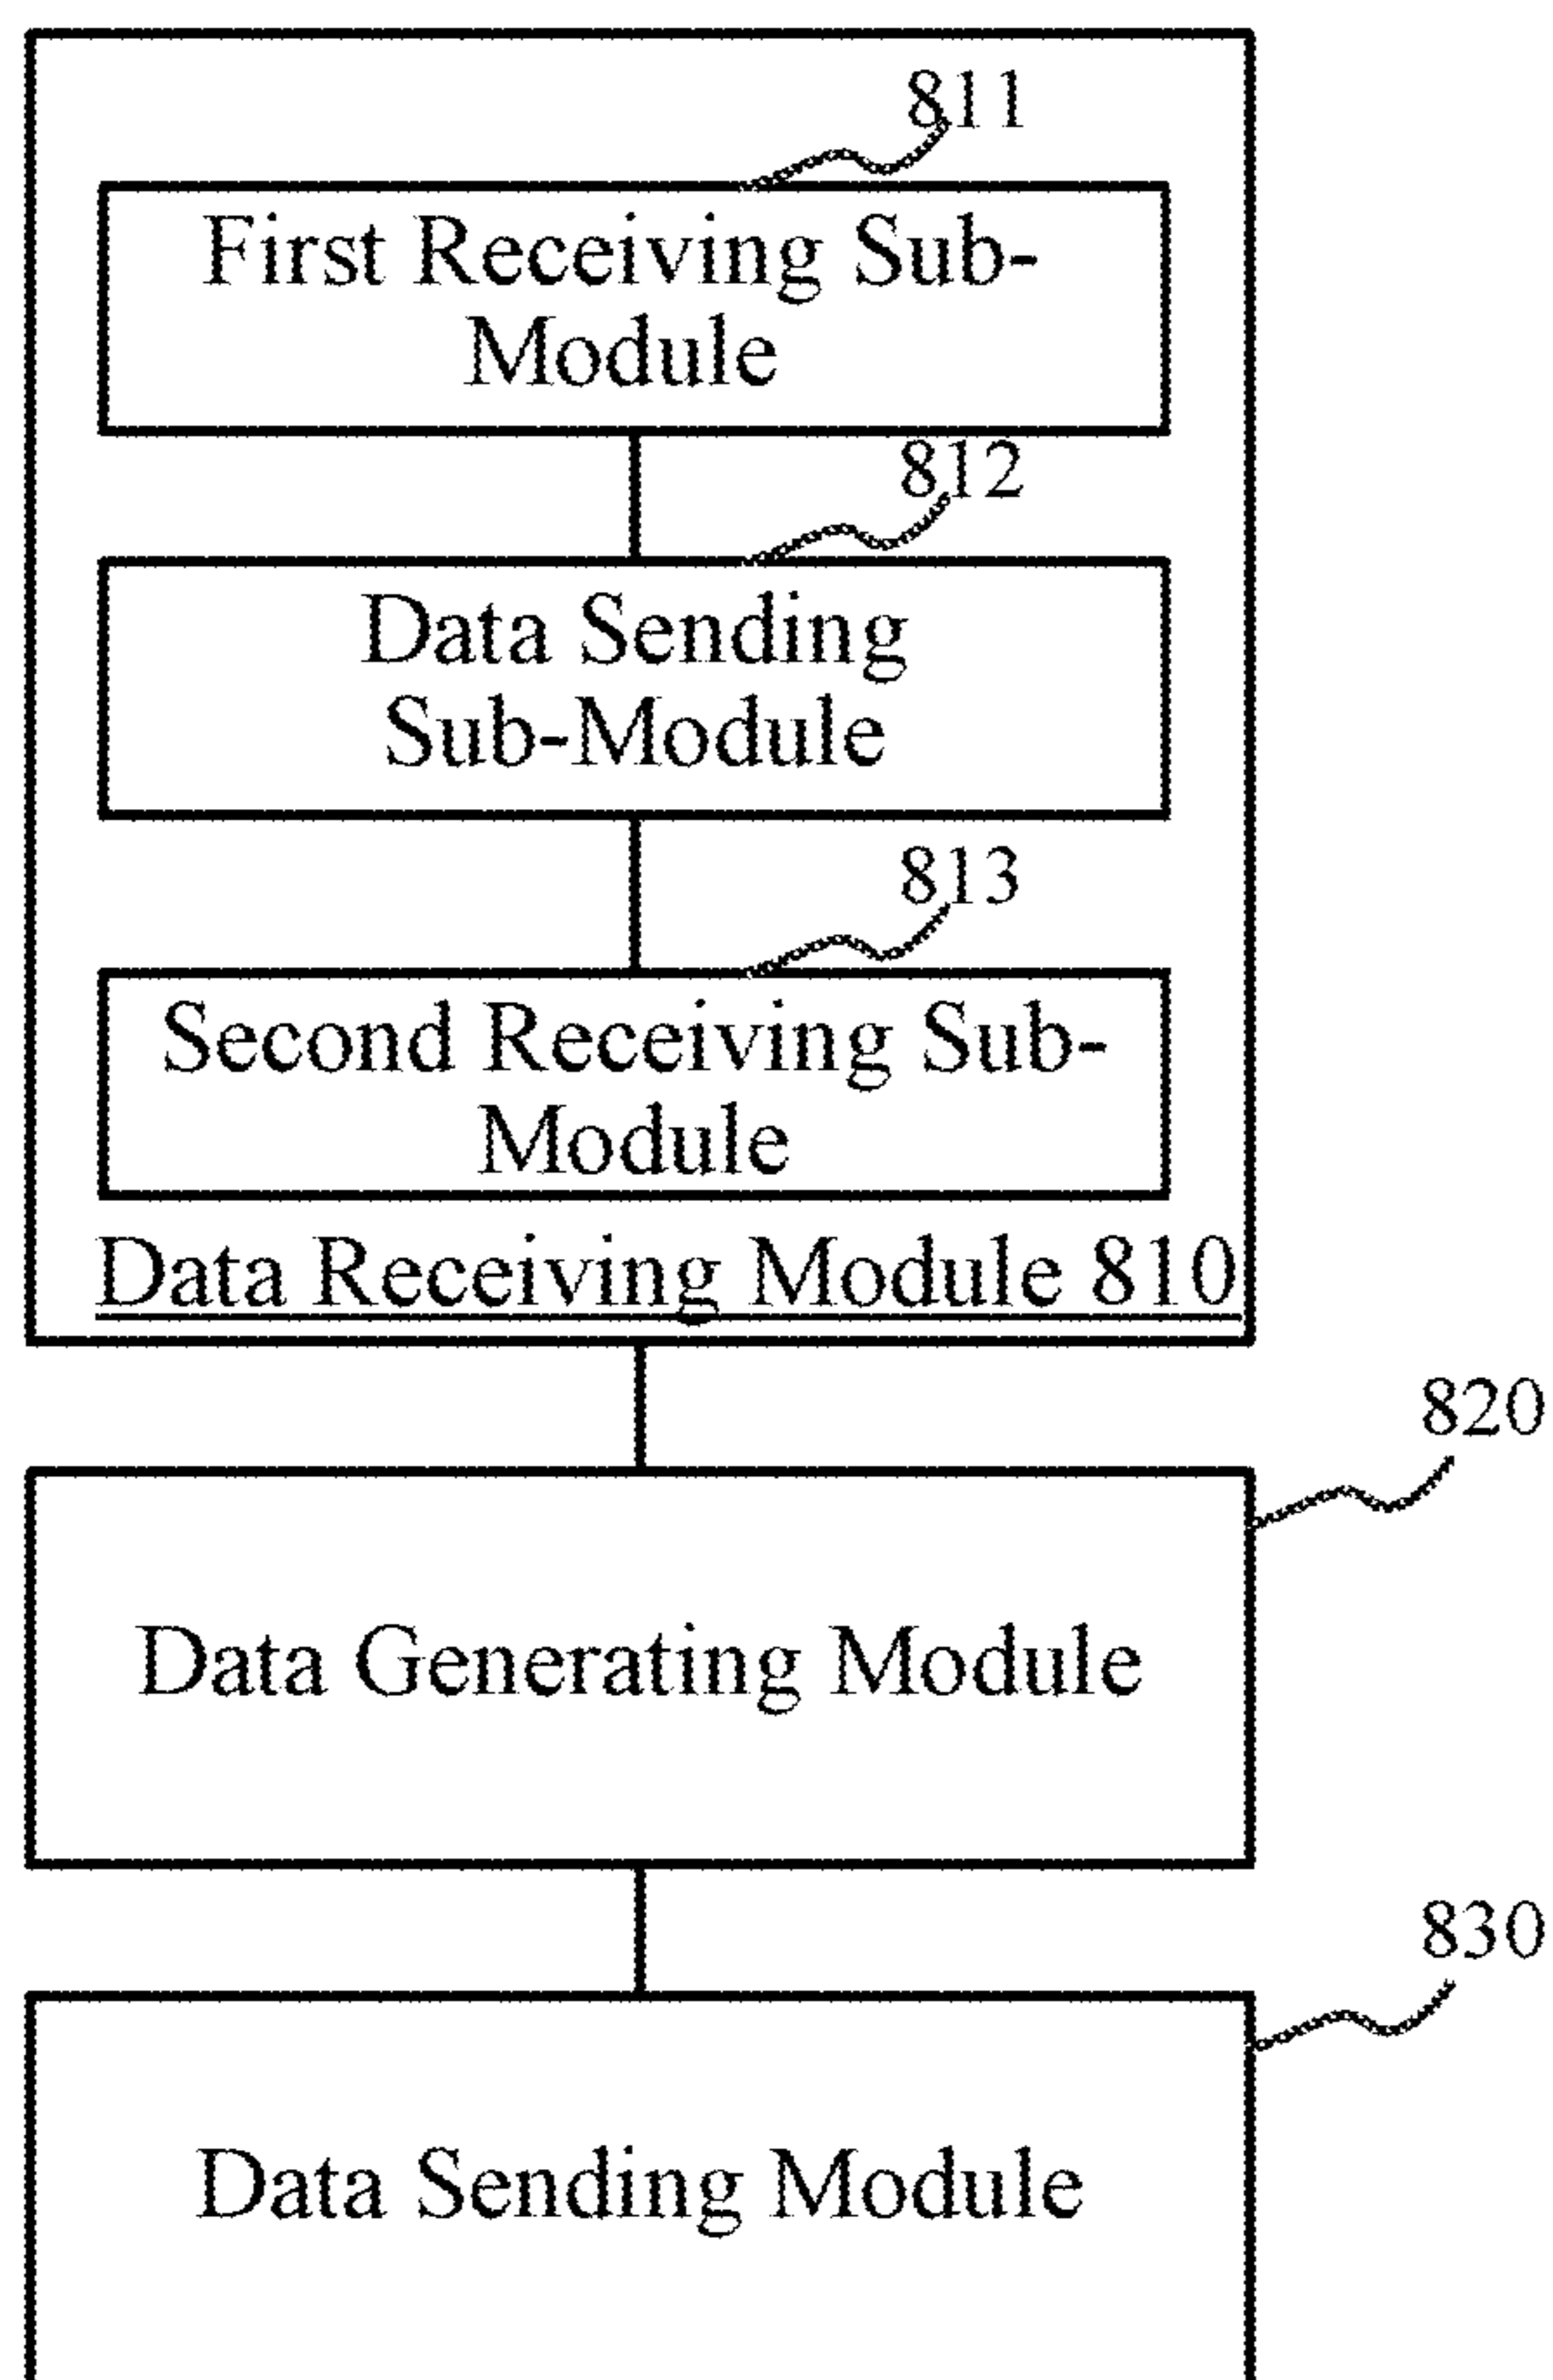 811
First Receiving Sub-
Module
812
Data Sending
Sub-Module
813
Second Receiving Sub-
Module
Data Receiving Module 810
820
Data Generating Module
830
Data Sending Module